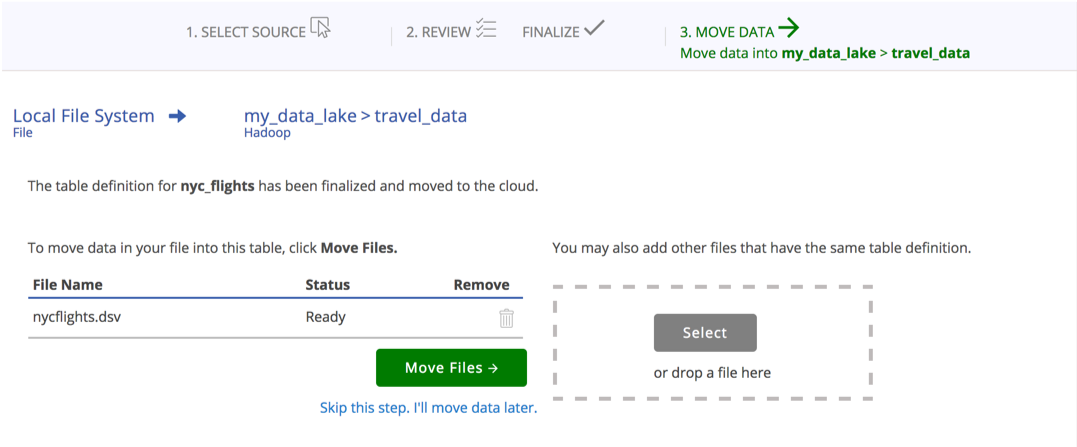 1. SELECT SOURCE
2. REVIEW
FINALIZE
3. MOVE DATA
Move data into my_data_lake > travel_data
Local File System
File
my_data_lake > travel_data
Hadoop
The table definition for nyc_flights has been finalized and moved to the cloud.
To move data in your file into this table, click Move Files.
File Name Status Remove
nycflights.dsv Ready
Move Files →
Skip this step. I'll move data later.
You may also add other files that have the same table definition.
Select
or drop a file here